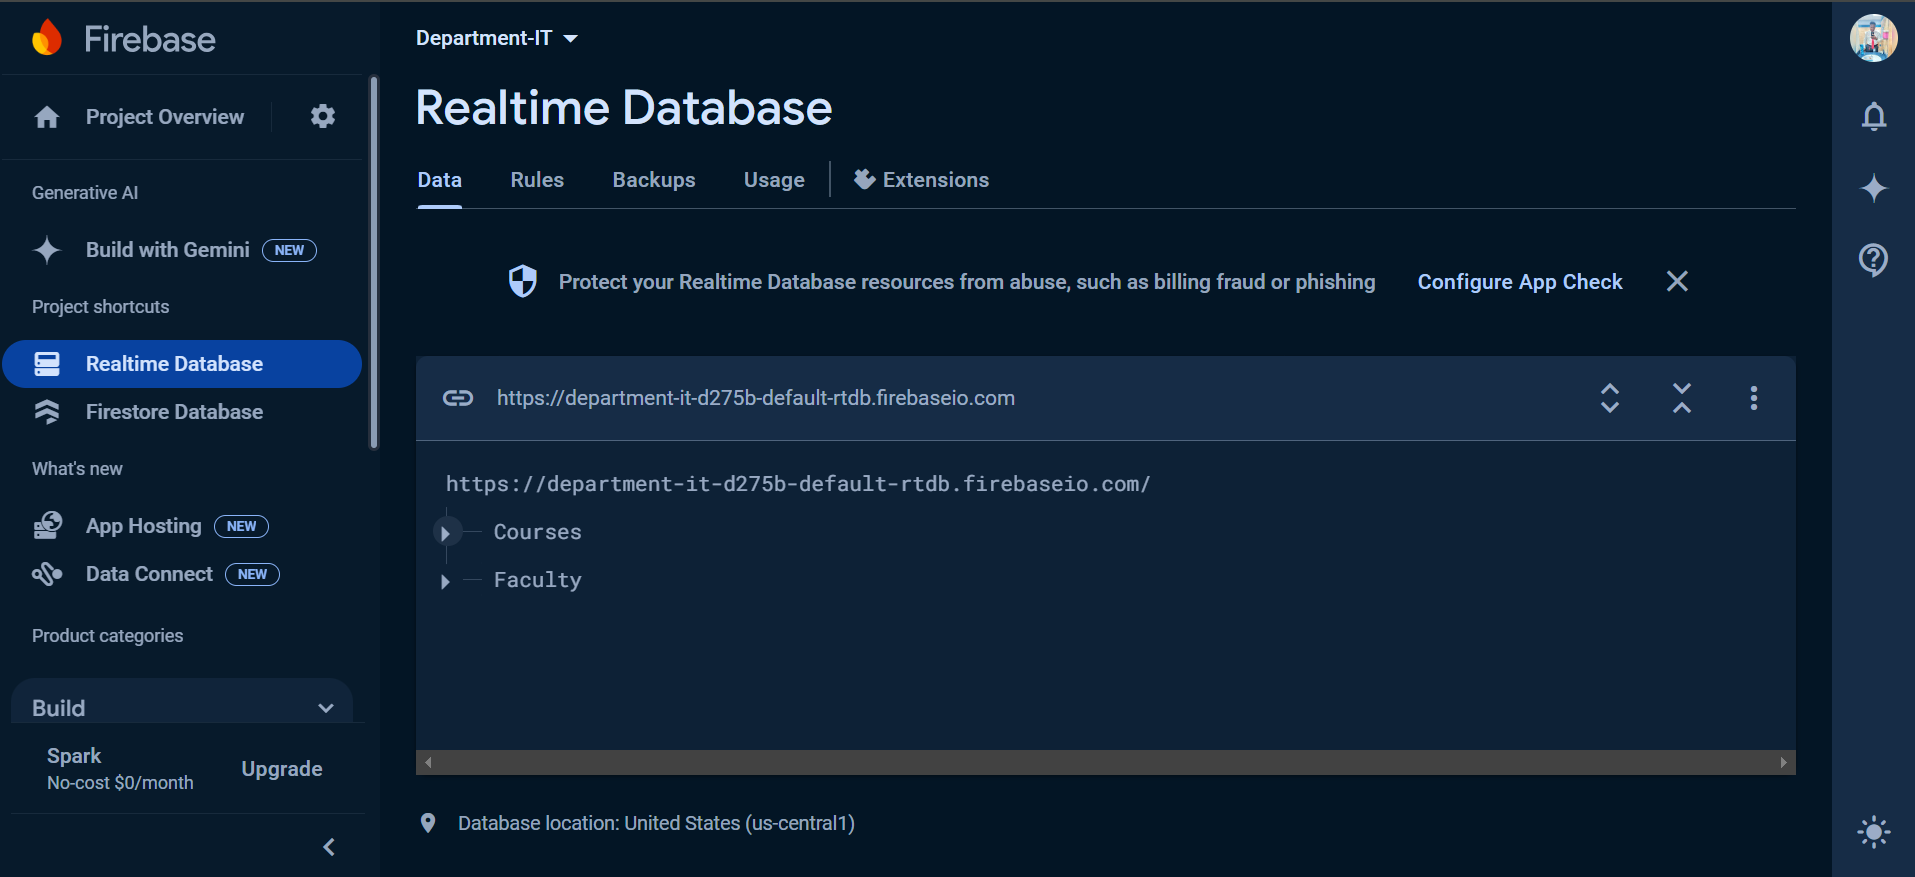 Firebase
Project Overview
Generative AI
Build with Gemini NEW
Project shortcuts
Realtime Database
Firestore Database
What's new
App Hosting NEW
Data Connect NEW
Product categories
Build
Spark
No-cost $0/month
Upgrade
Department-IT
Realtime Database
Data Rules Backups Usage Extensions
Protect your Realtime Database resources from abuse, such as billing fraud or phishing Configure App Check
https://department-it-d275b-default-rtdb.firebaseio.com
https://department-it-d275b-default-rtdb.firebaseio.com/
Courses
Faculty
Database location: United States (us-central1)